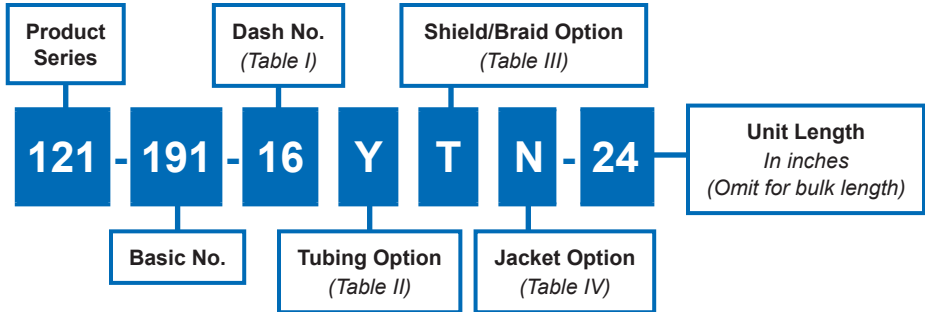 Product
Series
Dash No.
(Table I)
Shield/Braid Option
(Table III)
121 - 191 - 16 Y T N - 24
Unit Length
In inches
(Omit for bulk length)
Basic No.
Tubing Option
(Table II)
Jacket Option
(Table IV)